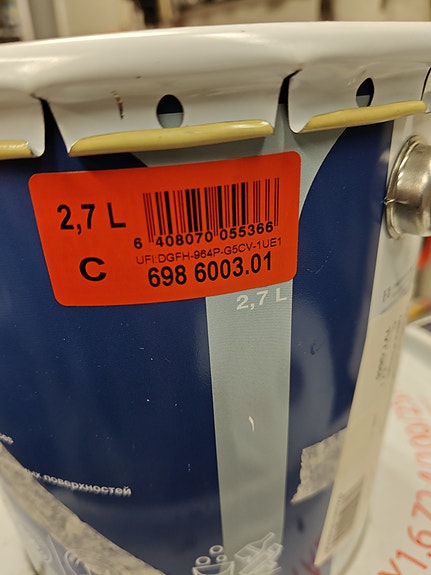 2,7 L
6 408070 055366
UFI:DGFH-964P-G5CV-1UE1
C
698 6003.01
2,7 L
поверхностей